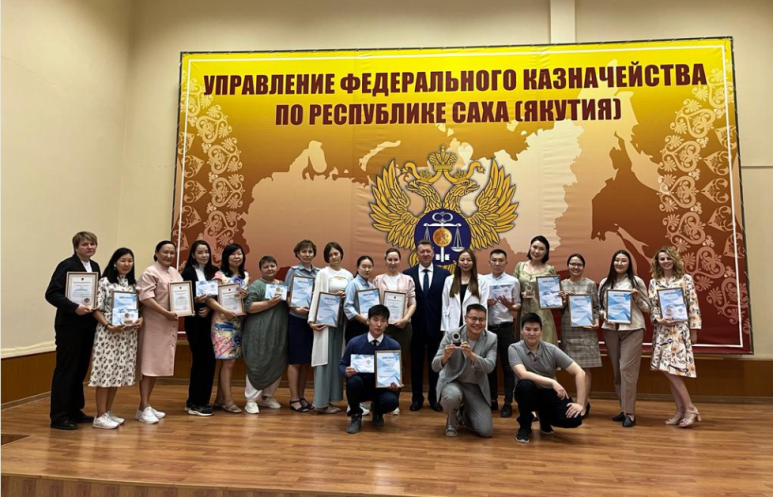 УПРАВЛЕНИЕ ФЕДЕРАЛЬНОГО КАЗНАЧЕЙСТВА
ПО РЕСПУБЛИКЕ САХА (ЯКУТИЯ)